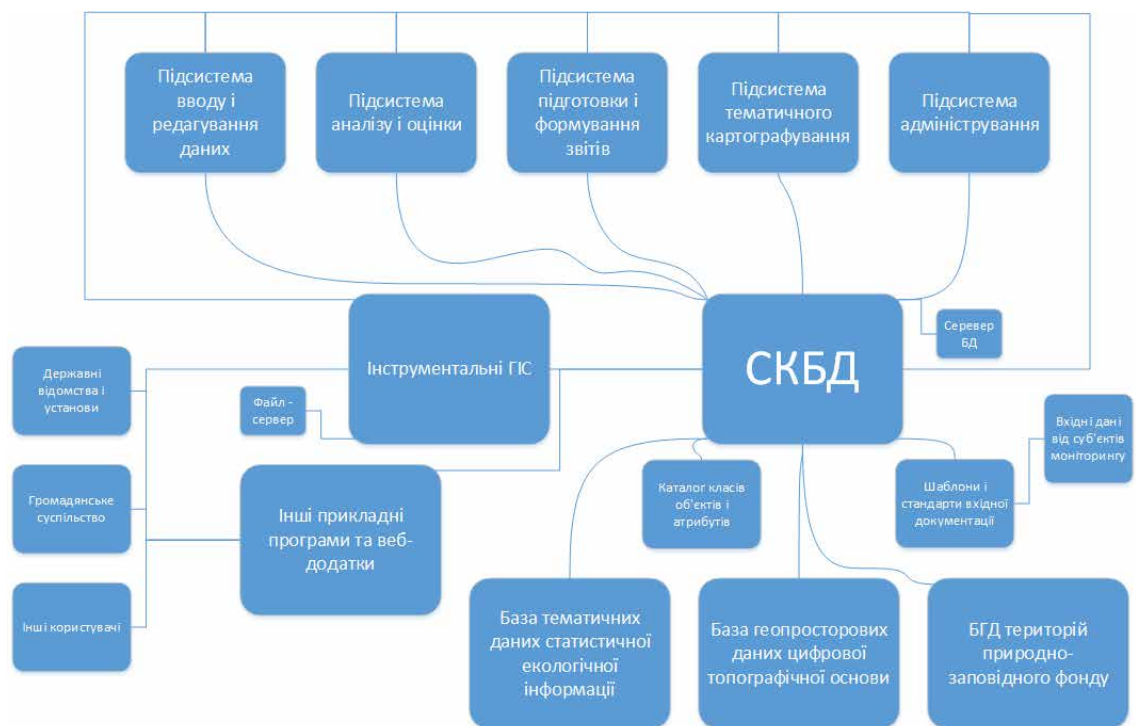 Підсистема
вводу і
редагування
даних
Підсистема
аналізу і оцінки
Підсистема
підготовки і
формування
звітів
Підсистема
тематичного
картографування
Підсистема
адміністрування
Інструментальні ГІС
СКБД
Серевер
БД
Державні
відомства і
установи
Файл -
сервер
Вхідні дані
від суб'єктів
моніторингу
Громадянське
суспільство
Інші прикладні
програми та веб-
додатки
Каталог класів
об'єктів і
атрибутів
Шаблони і
стандарти вхідної
документації
Інші користувачі
База тематичних
даних статистичної
екологічної
інформації
База геопросторових
даних цифрової
топографічної основи
БГД територій
природно-
заповідного фонду